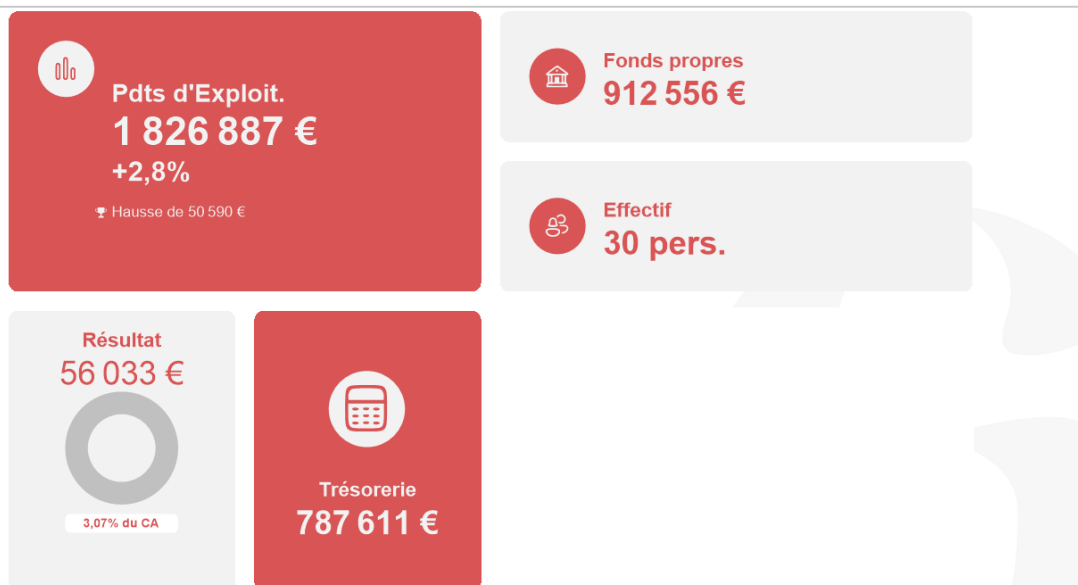 Pdts d'Exploit.
1 826 887 €
+2,8%
Hausse de 50 590 €
Fonds propres
912 556 €
Effectif
30 pers.
Résultat
56 033 €
3,07% du CA
Trésorerie
787 611 €